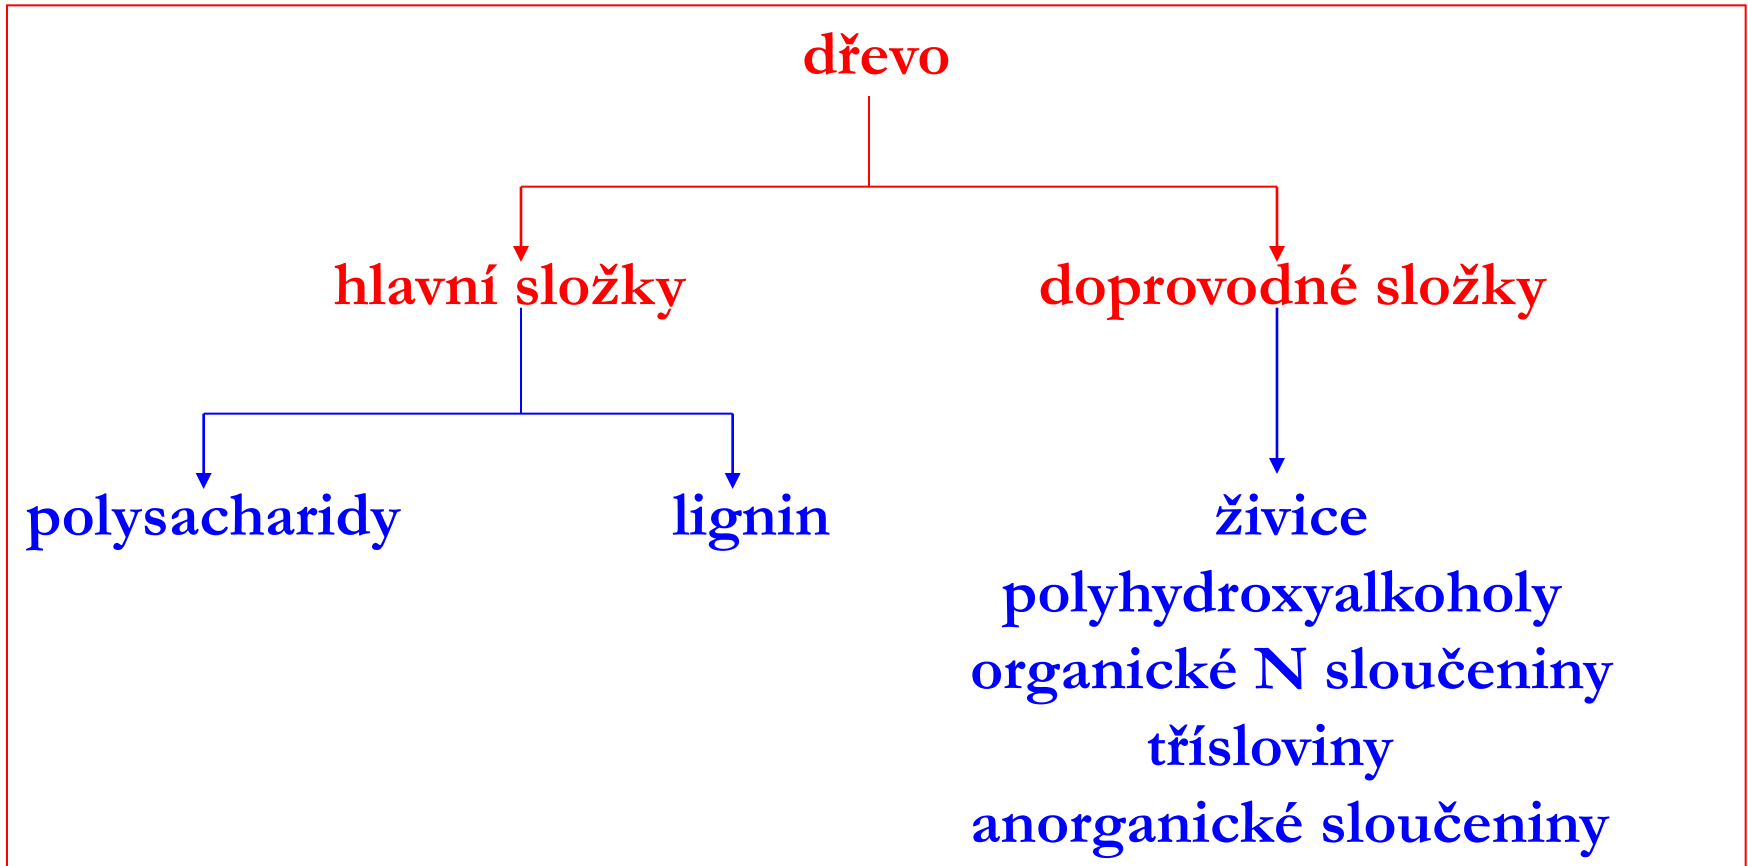 dřevo
hlavní složky
doprovodné složky
polysacharidy
lignin
živice
polyhydroxyalkoholy
organické N sloučeniny
třísloviny
anorganické sloučeniny